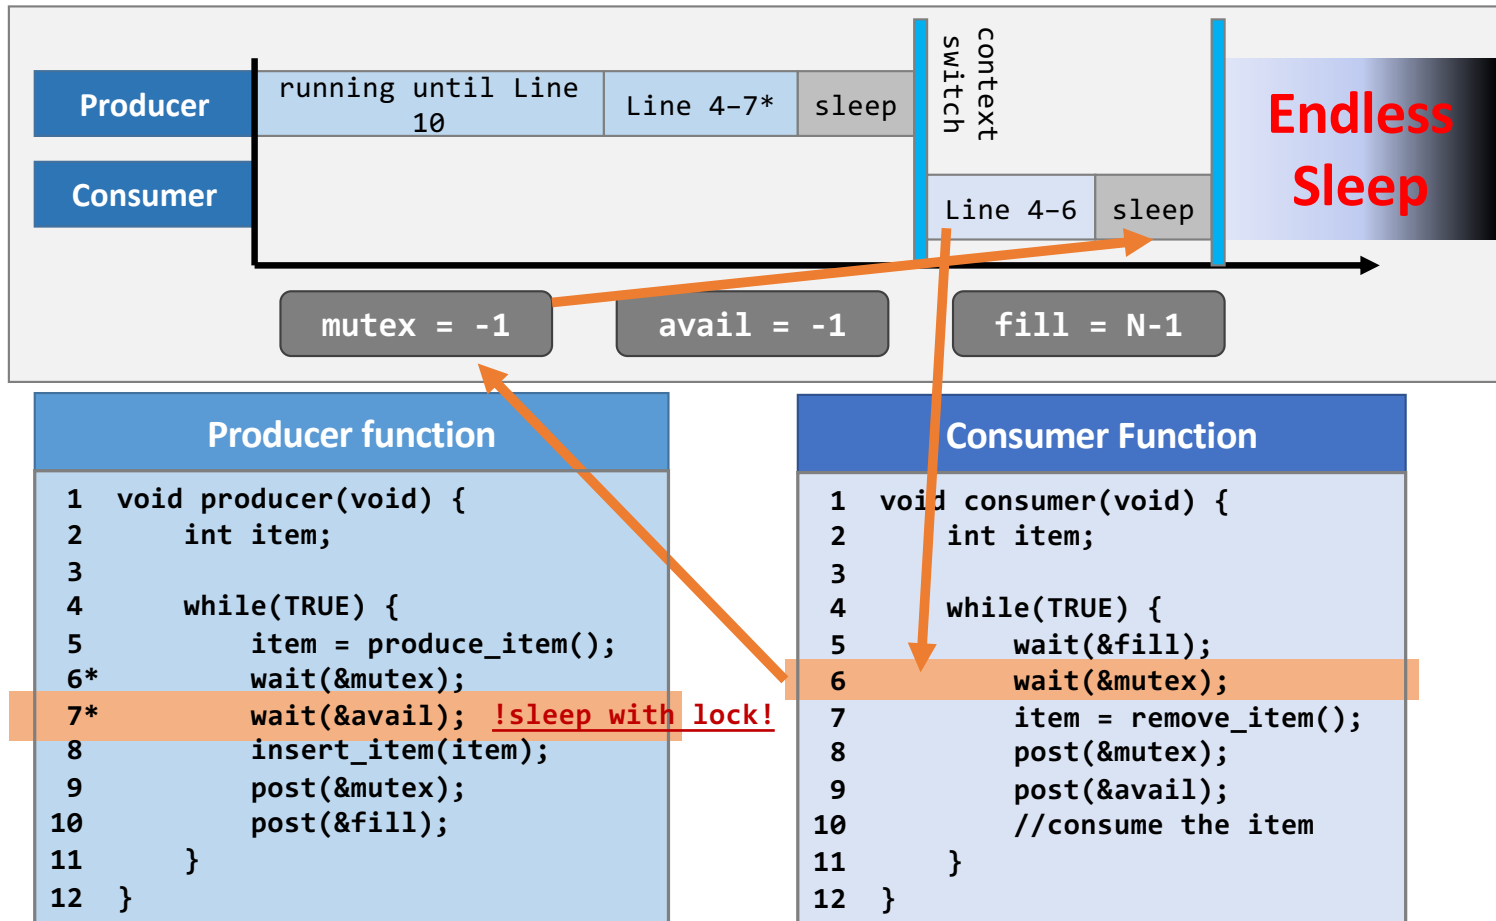 Producer
running until Line
10
Line 4–7*
sleep
context
switch
Endless
Sleep
Consumer
Line 4–6
sleep
mutex = -1
avail = -1
fill = N-1
Producer function
1 void producer(void) {
2 int item;
3
4 while(TRUE) {
5 item = produce_item();
6* wait(&mutex);
7* wait(&avail); !sleep with lock!
8 insert_item(item);
9 post(&mutex);
10 post(&fill);
11 }
12 }
Consumer Function
1 void consumer(void) {
2 int item;
3
4 while(TRUE) {
5 wait(&fill);
6 wait(&mutex);
7 item = remove_item();
8 post(&mutex);
9 post(&avail);
10 //consume the item
11 }
12 }